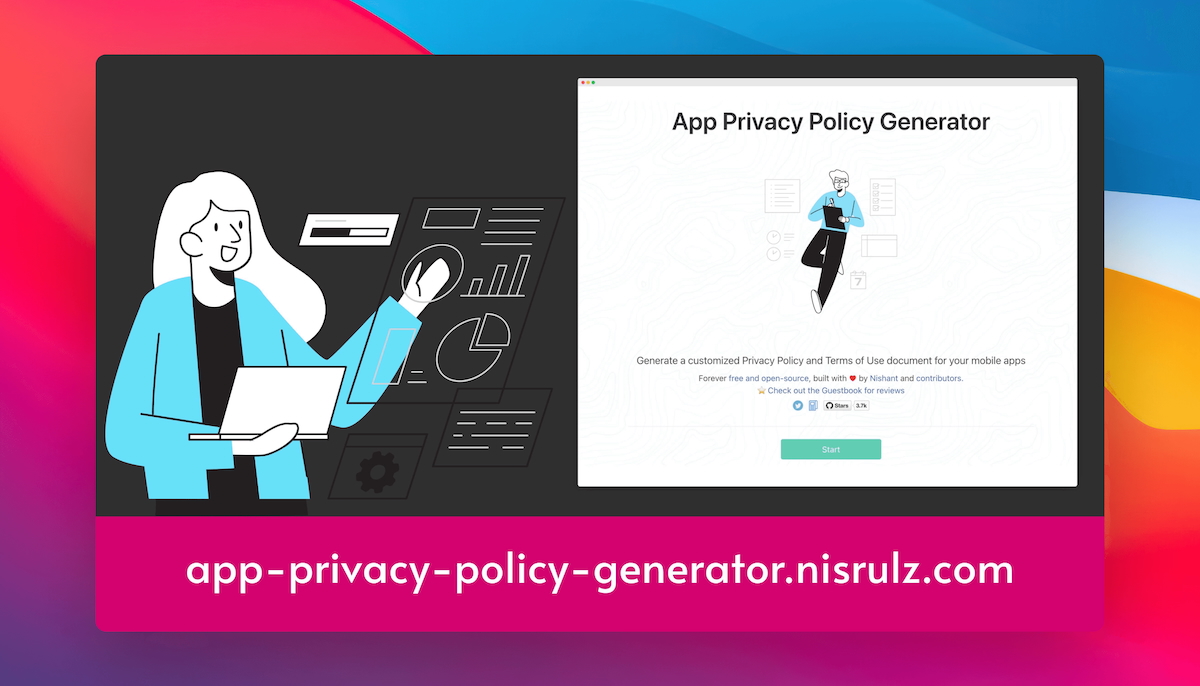 App Privacy Policy Generator
7
Generate a customized Privacy Policy and Terms of Use document for your mobile apps
Forever free and open-source, built with ❤ by Nishant and contributors.
⭐ Check out the Guestbook for reviews
Stars 3.7k
Start
app-privacy-policy-generator.nisrulz.com